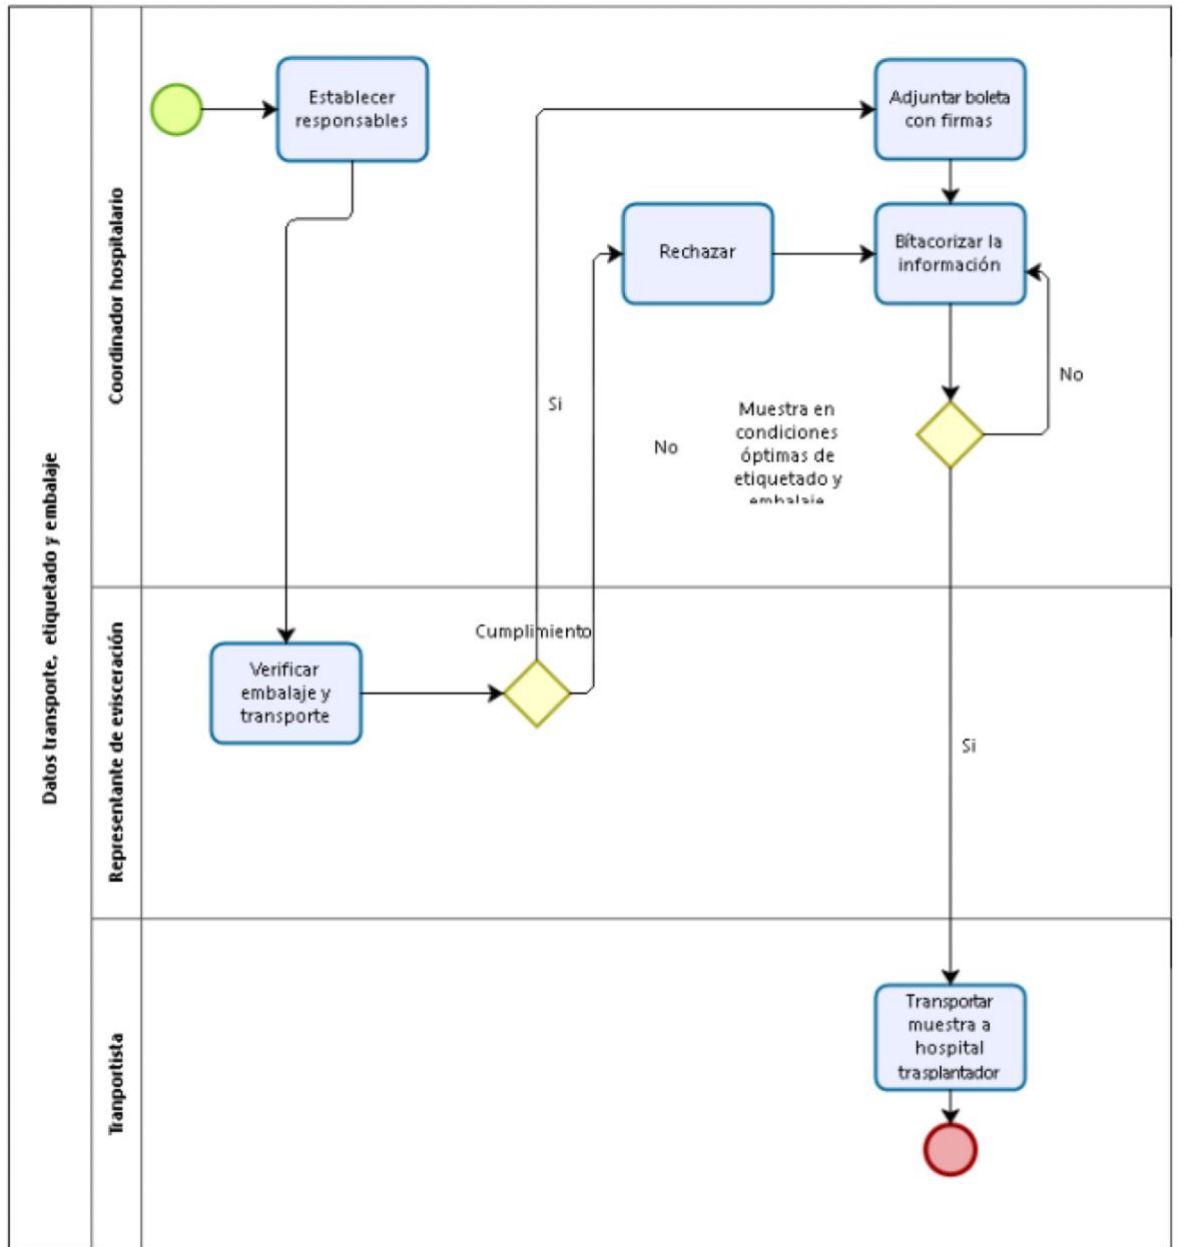 Datos transporte, etiquetado y embalaje
Coordinador hospitalario
Establecer
responsables
Adjuntar boleta
con firmas
Rechazar
Bítacorizar la
información
No
Si
No
Muestra en
condiciones
óptimas de
etiquetado y
embalaje
Representante de evisceración
Cumplimiento
Verificar
embalaje y
transporte
Si
Tranportista
Transportar
muestra a
hospital
trasplantador